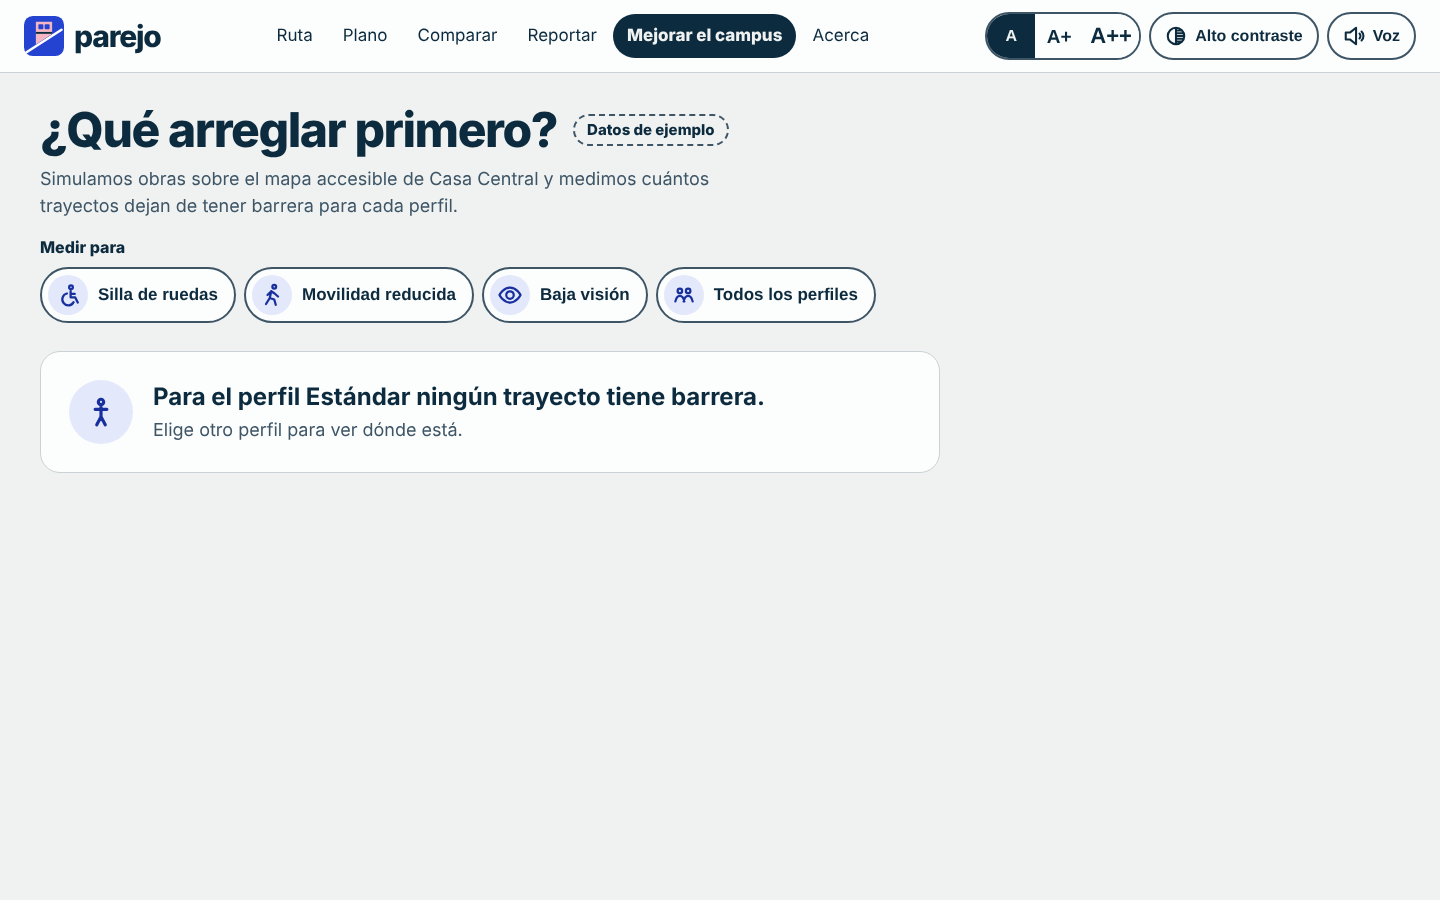 parejo
Ruta
Plano
Comparar
Reportar
Mejorar el campus
Acerca
A
A+
A++
Alto contraste
Voz
¿Qué arreglar primero?
Datos de ejemplo
Simulamos obras sobre el mapa accesible de Casa Central y medimos cuántos
trayectos dejan de tener barrera para cada perfil.
Medir para
Silla de ruedas
Movilidad reducida
Baja visión
Todos los perfiles
Para el perfil Estándar ningún trayecto tiene barrera.
Elige otro perfil para ver dónde está.